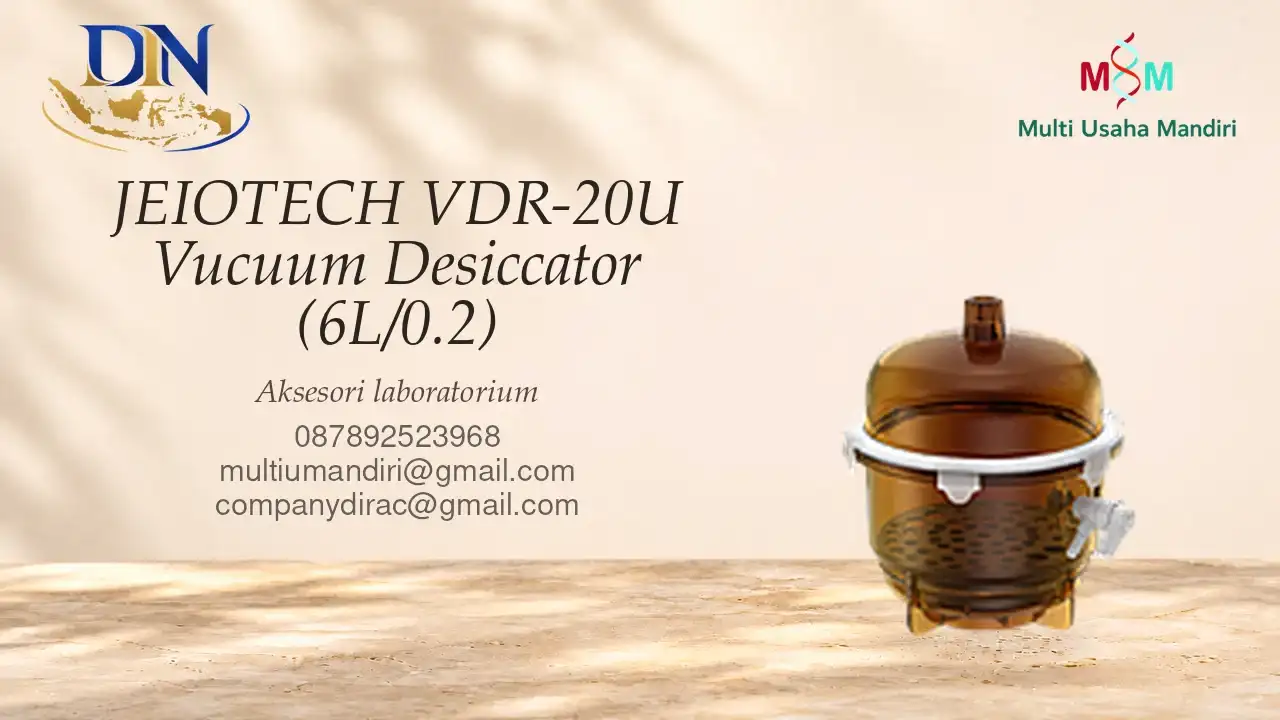 DIN
M M
Multi Usaha Mandiri
JEIOTECH VDR-20U
Vucuum Desiccator
(6L/0.2)
Aksesori laboratorium
087892523968
multiumandiri@gmail.com
companydirac@gmail.com